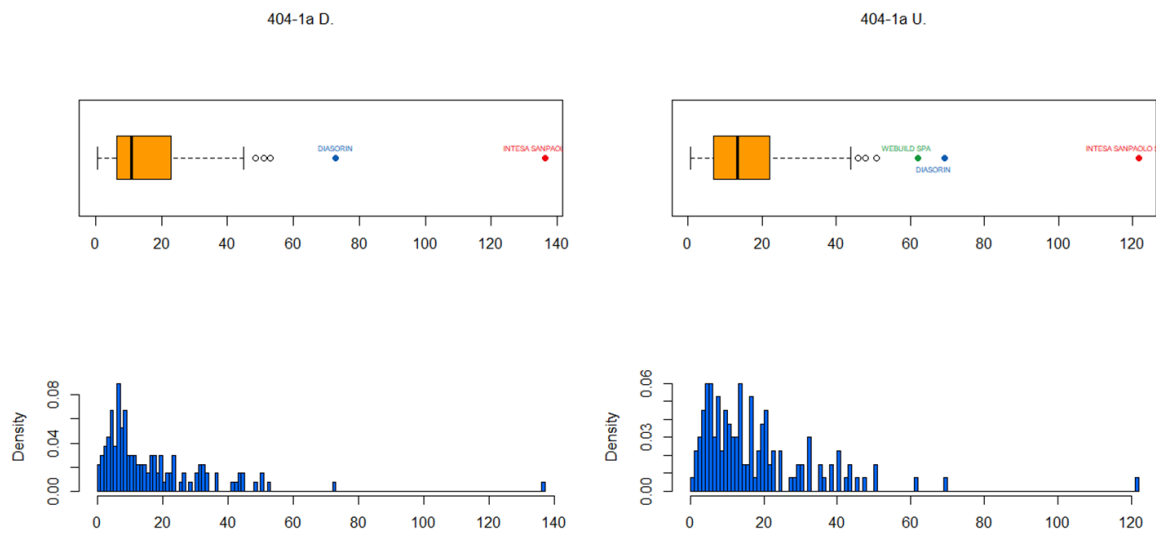 404-1a D.
404-1a U.
DIASORIN
INTESA SANPAOL
0 20 40 60 80 100 120 140
WEBUILD SPA
DIASORIN
INTESA SANPAOLO S
0 20 40 60 80 100 120
Density
0.00 0.04 0.08
0 20 40 60 80 100 120 140
Density
0.00 0.03 0.06
0 20 40 60 80 100 120